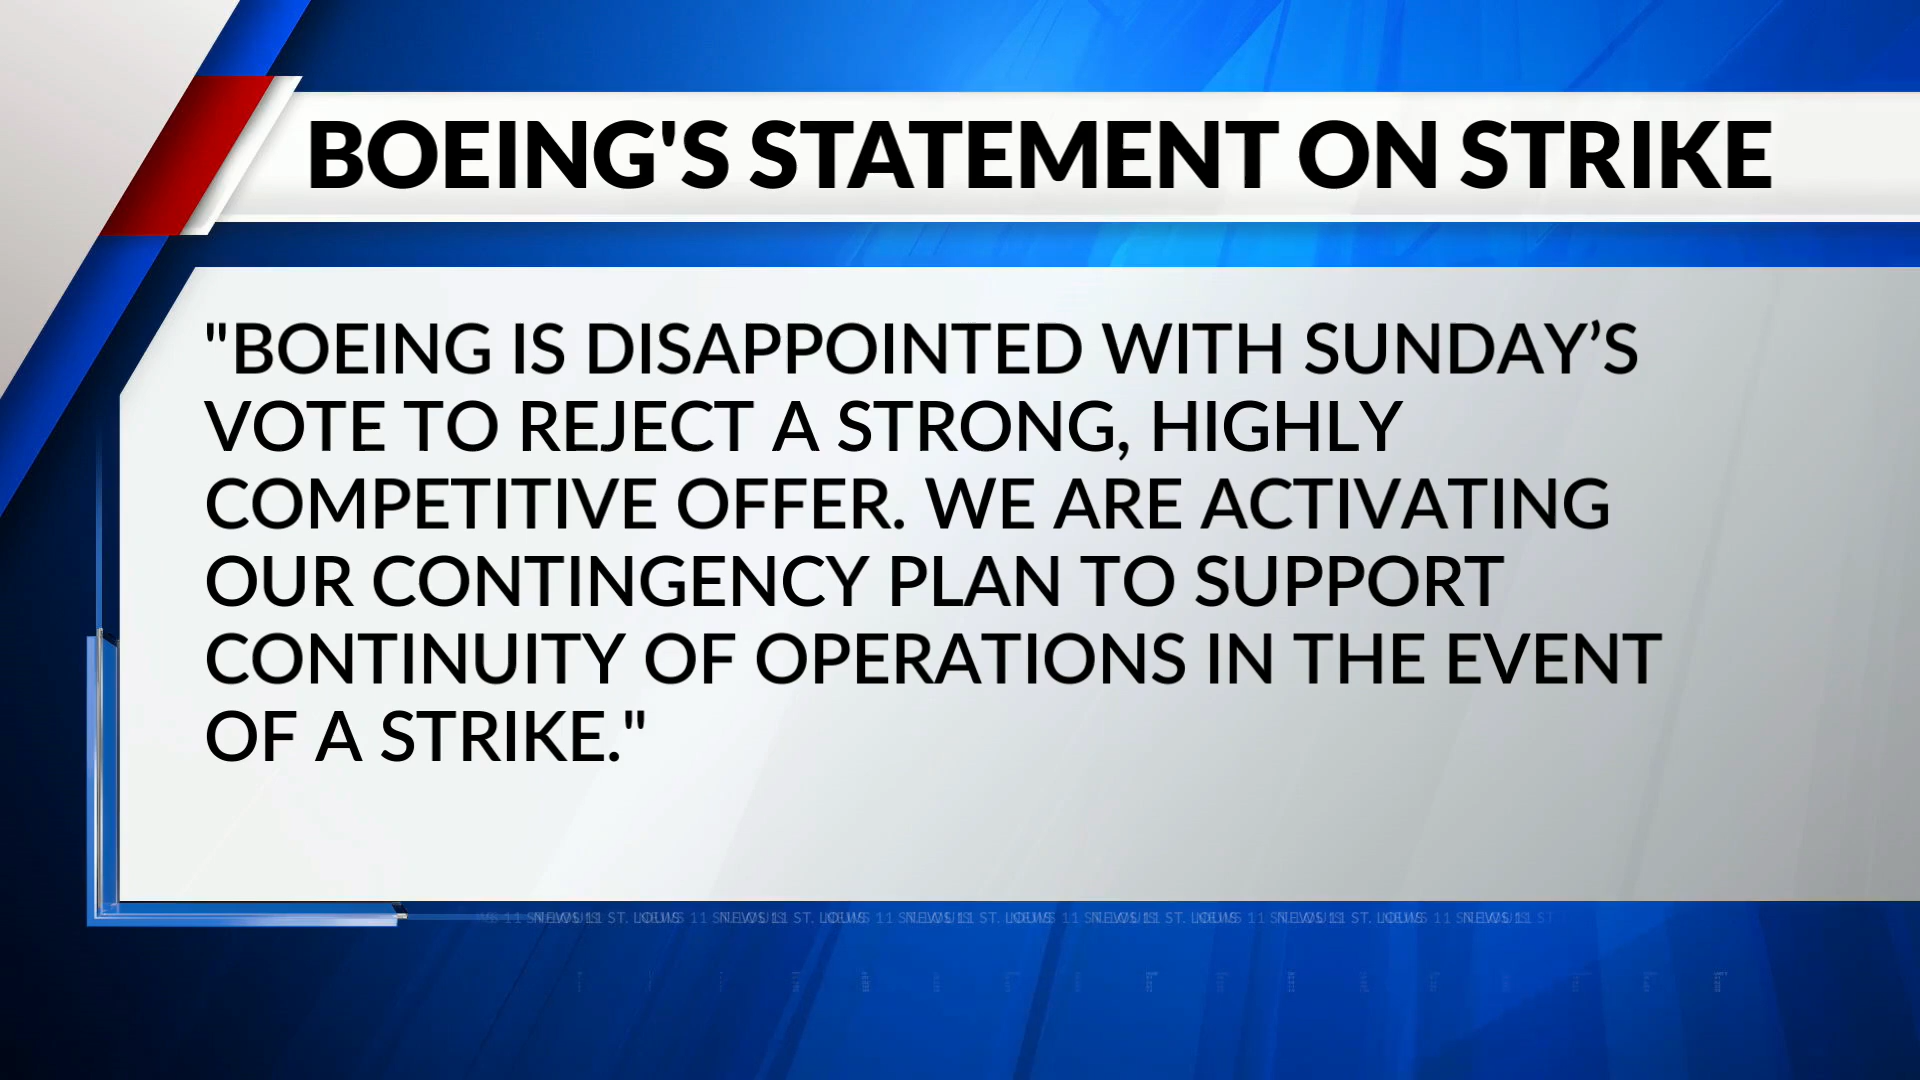 BOEING'S STATEMENT ON STRIKE
"BOEING IS DISAPPOINTED WITH SUNDAY’S
VOTE TO REJECT A STRONG, HIGHLY
COMPETITIVE OFFER. WE ARE ACTIVATING
OUR CONTINGENCY PLAN TO SUPPORT
CONTINUITY OF OPERATIONS IN THE EVENT
OF A STRIKE."